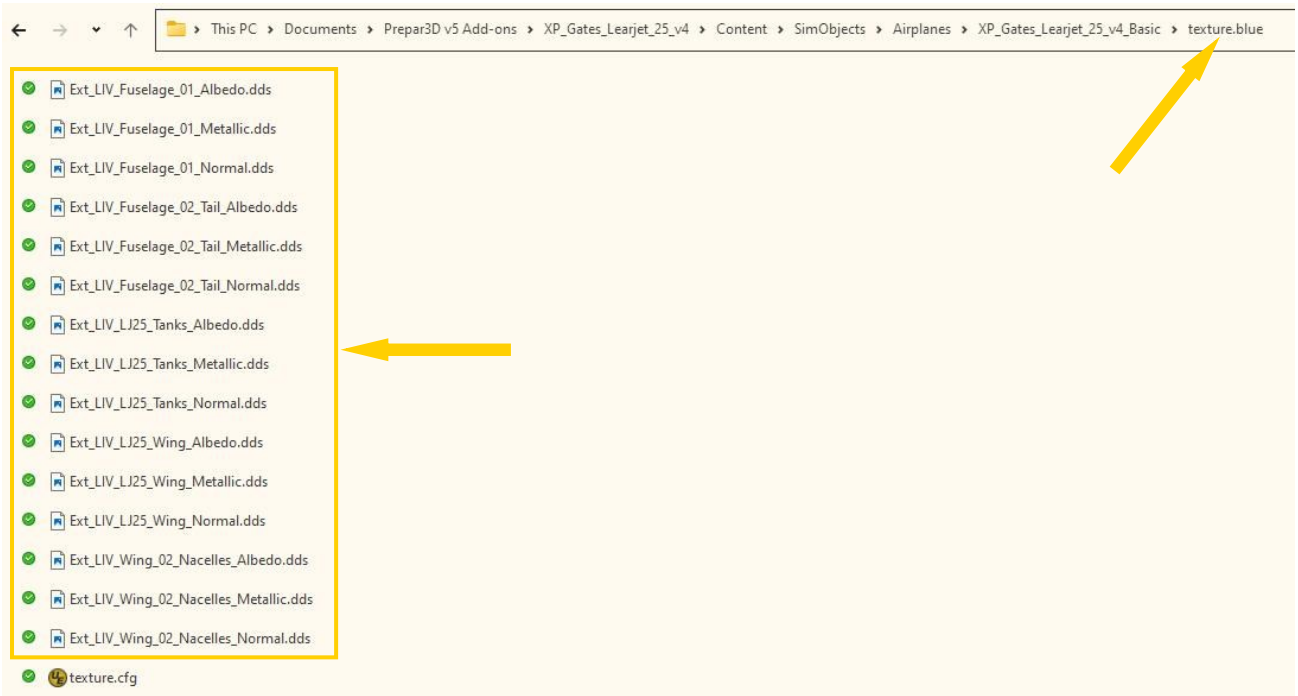 This PC > Documents > Prepar3D v5 Add-ons > XP_Gates_Learjet_25_v4 > Content > SimObjects > Airplanes > XP_Gates_Learjet_25_v4_Basic > texture.blue
Ext_LIV_Fuselage_01_Albedo.dds
Ext_LIV_Fuselage_01_Metallic.dds
Ext_LIV_Fuselage_01_Normal.dds
Ext_LIV_Fuselage_02_Tail_Albedo.dds
Ext_LIV_Fuselage_02_Tail_Metallic.dds
Ext_LIV_Fuselage_02_Tail_Normal.dds
Ext_LIV_LJ25_Tanks_Albedo.dds
Ext_LIV_LJ25_Tanks_Metallic.dds
Ext_LIV_LJ25_Tanks_Normal.dds
Ext_LIV_LJ25_Wing_Albedo.dds
Ext_LIV_LJ25_Wing_Metallic.dds
Ext_LIV_LJ25_Wing_Normal.dds
Ext_LIV_Wing_02_Nacelles_Albedo.dds
Ext_LIV_Wing_02_Nacelles_Metallic.dds
Ext_LIV_Wing_02_Nacelles_Normal.dds
texture.cfg